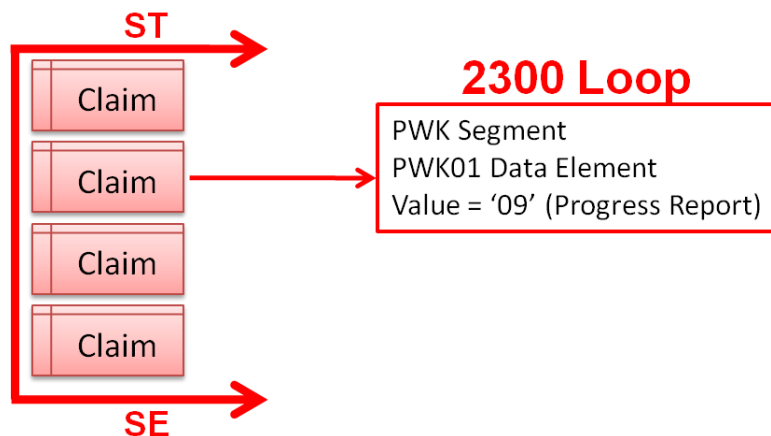 ST
Claim
Claim
Claim
Claim
SE
2300 Loop
PWK Segment
PWK01 Data Element
Value = ‘09’ (Progress Report)